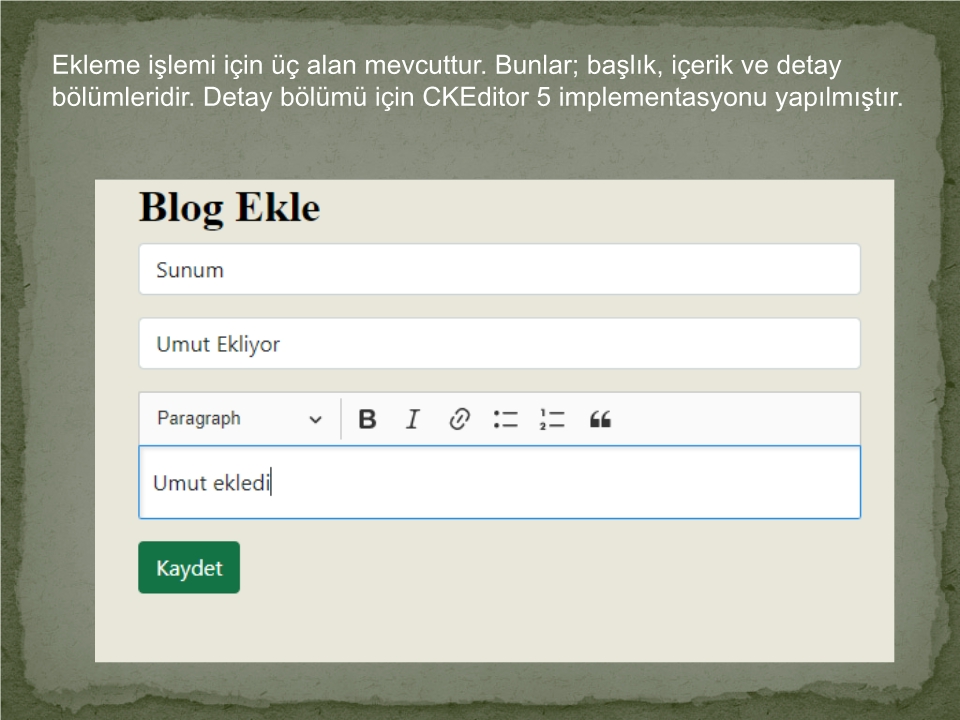 Ekleme işlemi için üç alan mevcuttur. Bunlar; başlık, içerik ve detay
bölümleridir. Detay bölümü için CKEditor 5 implementasyonu yapılmıştır.
Blog Ekle
Sunum
Umut Ekliyor
Paragraph
Umut ekledi
Kaydet